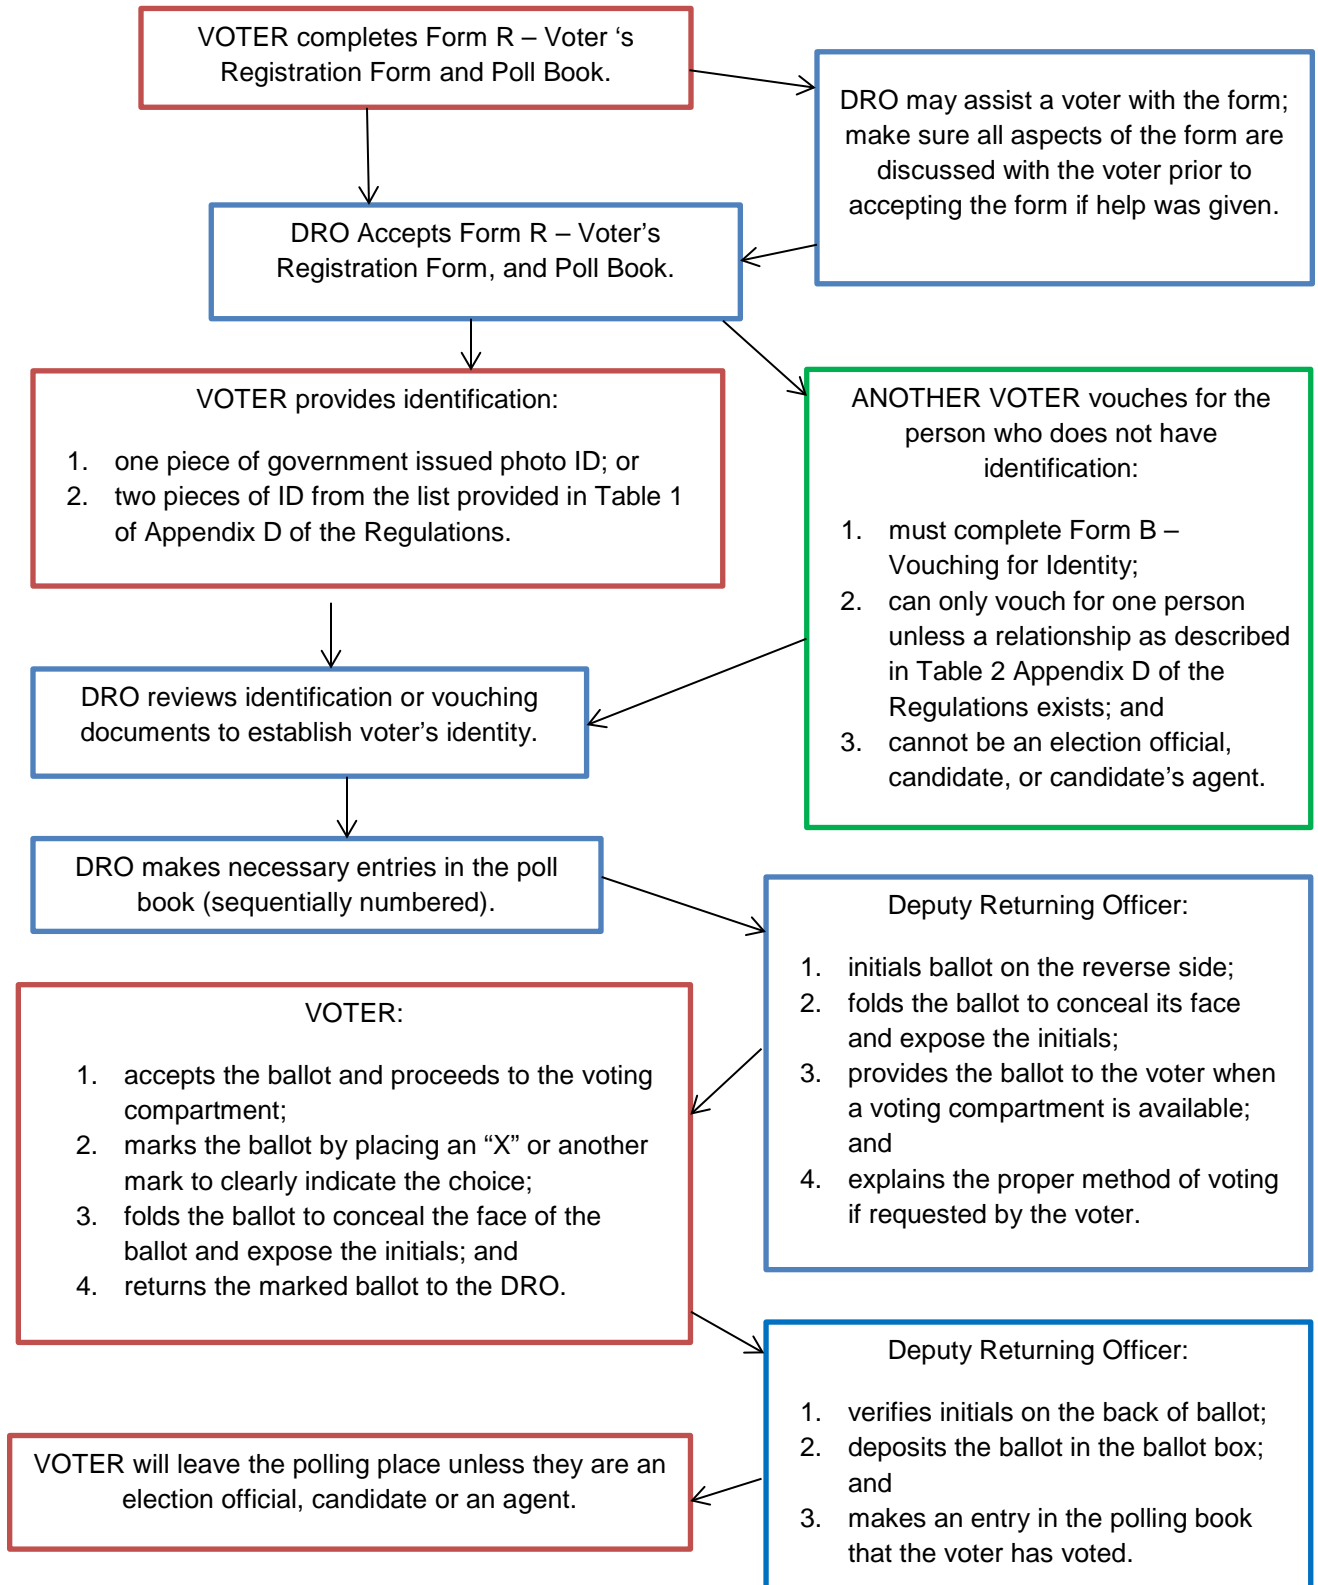 VOTER completes Form R – Voter ‘s
Registration Form and Poll Book.
DRO may assist a voter with the form;
make sure all aspects of the form are
discussed with the voter prior to
accepting the form if help was given.
DRO Accepts Form R – Voter’s
Registration Form, and Poll Book.
VOTER provides identification:
1. one piece of government issued photo ID; or
2. two pieces of ID from the list provided in Table 1
of Appendix D of the Regulations.
ANOTHER VOTER vouches for the
person who does not have
identification:
1. must complete Form B –
Vouching for Identity;
2. can only vouch for one person
unless a relationship as described
in Table 2 Appendix D of the
Regulations exists; and
3. cannot be an election official,
candidate, or candidate’s agent.
DRO reviews identification or vouching
documents to establish voter’s identity.
DRO makes necessary entries in the poll
book (sequentially numbered).
Deputy Returning Officer:
1. initials ballot on the reverse side;
2. folds the ballot to conceal its face
and expose the initials;
3. provides the ballot to the voter when
a voting compartment is available;
and
4. explains the proper method of voting
if requested by the voter.
VOTER:
1. accepts the ballot and proceeds to the voting
compartment;
2. marks the ballot by placing an “X” or another
mark to clearly indicate the choice;
3. folds the ballot to conceal the face of the
ballot and expose the initials; and
4. returns the marked ballot to the DRO.
Deputy Returning Officer:
1. verifies initials on the back of ballot;
2. deposits the ballot in the ballot box;
and
3. makes an entry in the polling book
that the voter has voted.
VOTER will leave the polling place unless they are an
election official, candidate or an agent.